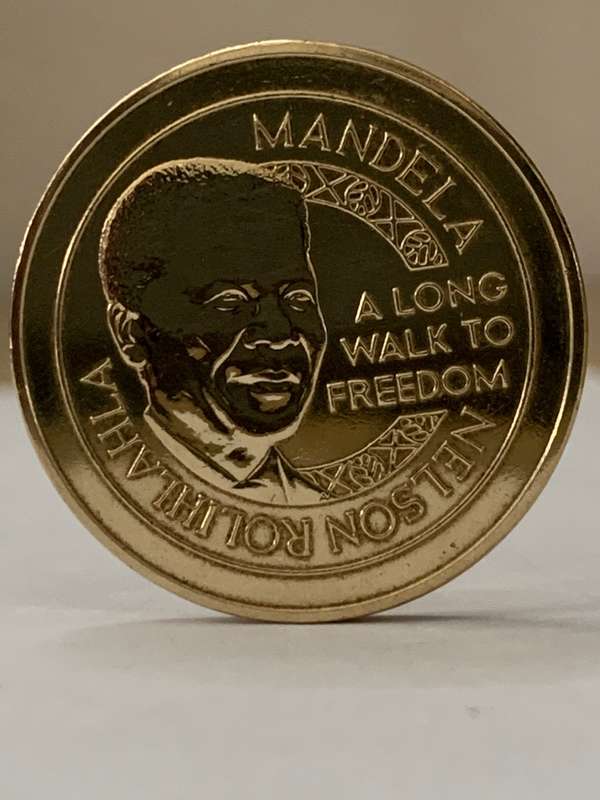 MANDELA
A LONG
WALK TO
FREEDOM
NELSON ROLIHLAHLA